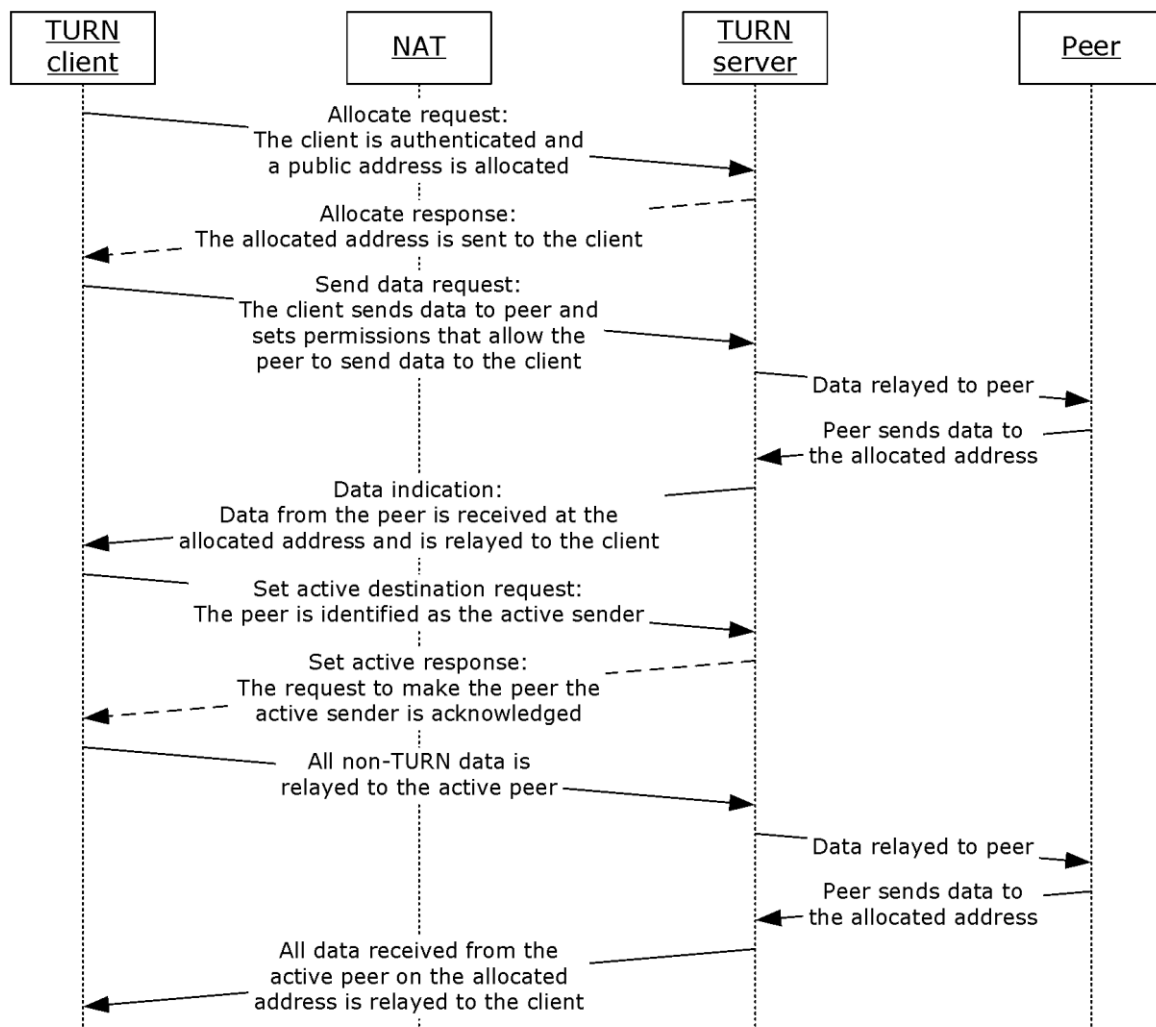 TURN
client
NAT
TURN
server
Peer
Allocate request:
The client is authenticated and
a public address is allocated
Allocate response:
The allocated address is sent to the client
Send data request:
The client sends data to peer and
sets permissions that allow the
peer to send data to the client
Data relayed to peer
Peer sends data to
the allocated address
Data indication:
Data from the peer is received at the
allocated address and is relayed to the client
Set active destination request:
The peer is identified as the active sender
Set active response:
The request to make the peer the
active sender is acknowledged
All non-TURN data is
relayed to the active peer
Data relayed to peer
Peer sends data to
the allocated address
All data received from the
active peer on the allocated
address is relayed to the client